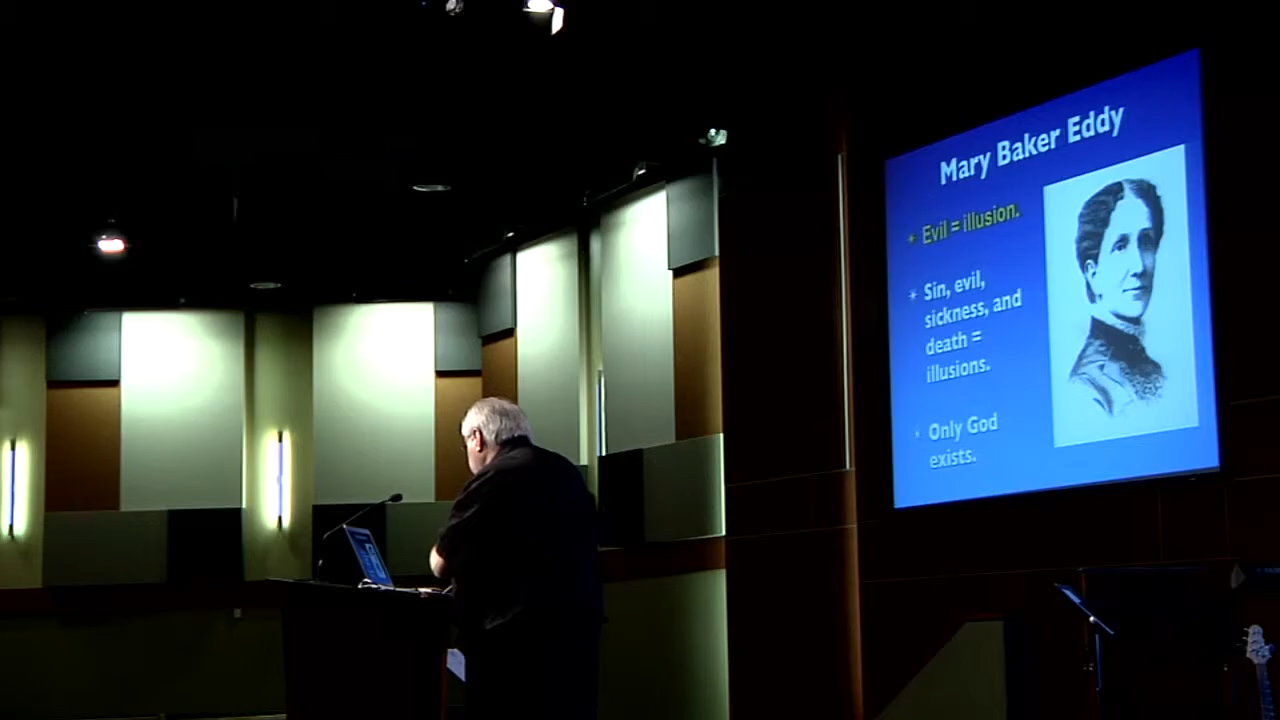 Mary Baker Eddy
* Evil = illusion.
* Sin, evil,
sickness, and
death =
illusions.
* Only God
exists.